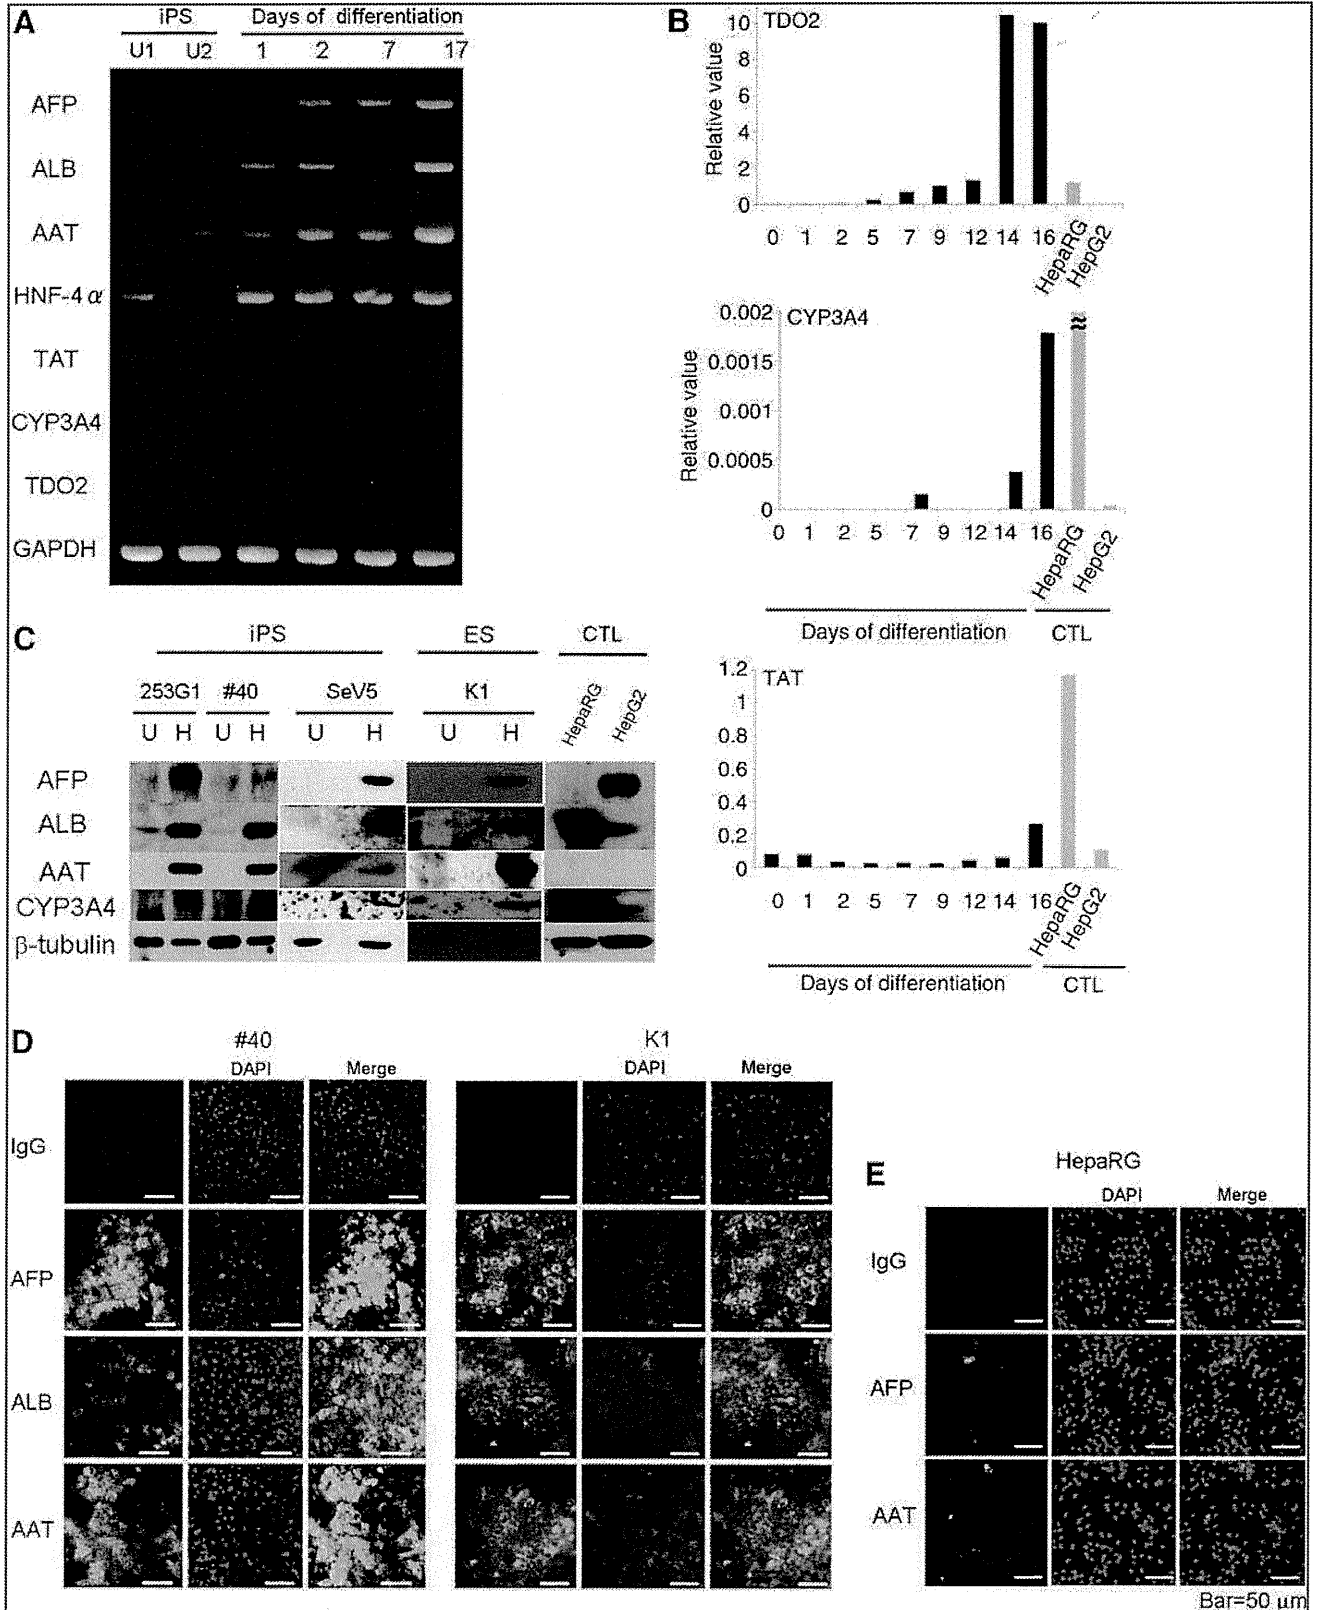 A
iPS Days of differentiation
U1 U2 1 2 7 17
AFP
ALB
AAT
HNF-4α
TAT
CYP3A4
TDO2
GAPDH
B
TDO2
Relative value
10
8
6
4
2
0
0 1 2 5 7 9 12 14 16 HepaRG HepG2
CYP3A4
Relative value
0.002
0.0015
0.001
0.0005
0
0 1 2 5 7 9 12 14 16 HepaRG HepG2
Days of differentiation CTL
TAT
1.2
1
0.8
0.6
0.4
0.2
0
0 1 2 5 7 9 12 14 16 HepaRG HepG2
Days of differentiation CTL
C
iPS ES CTL
253G1 #40 SeV5 K1 HepaRG HepG2
U H U H U H U H
AFP
ALB
AAT
CYP3A4
β-tubulin
D
#40 K1
DAPI Merge DAPI Merge
IgG
AFP
ALB
AAT
E
HepaRG
DAPI Merge
IgG
AFP
AAT
Bar=50 μm